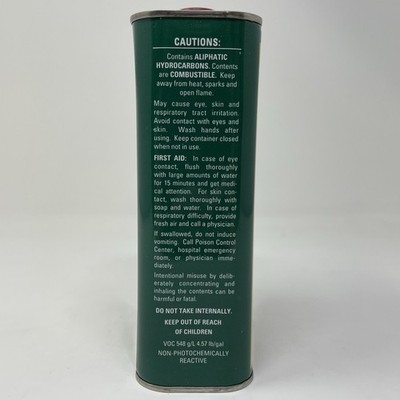 CAUTIONS:
Contains ALIPHATIC
HYDROCARBONS. Contents
are COMBUSTIBLE. Keep
away from heat, sparks and
open flame.
May cause eye, skin and
respiratory tract irritation.
Avoid contact with eyes and
skin. Wash hands after
using. Keep container closed
when not in use.
FIRST AID: In case of eye
contact, flush thoroughly
with large amounts of water
for 15 minutes and get medi-
cal attention. For skin con-
tact, wash thoroughly with
soap and water. In case of
respiratory difficulty, provide
fresh air and call a physician.
If swallowed, do not induce
vomiting. Call Poison Control
Center, hospital emergency
room, or physician imme-
diately.
Intentional misuse by delib-
erately concentrating and
inhaling the contents can be
harmful or fatal.
DO NOT TAKE INTERNALLY.
KEEP OUT OF REACH
OF CHILDREN
VOC 548 g/L 4.57 lb/gal
NON-PHOTOCHEMICALLY
REACTIVE